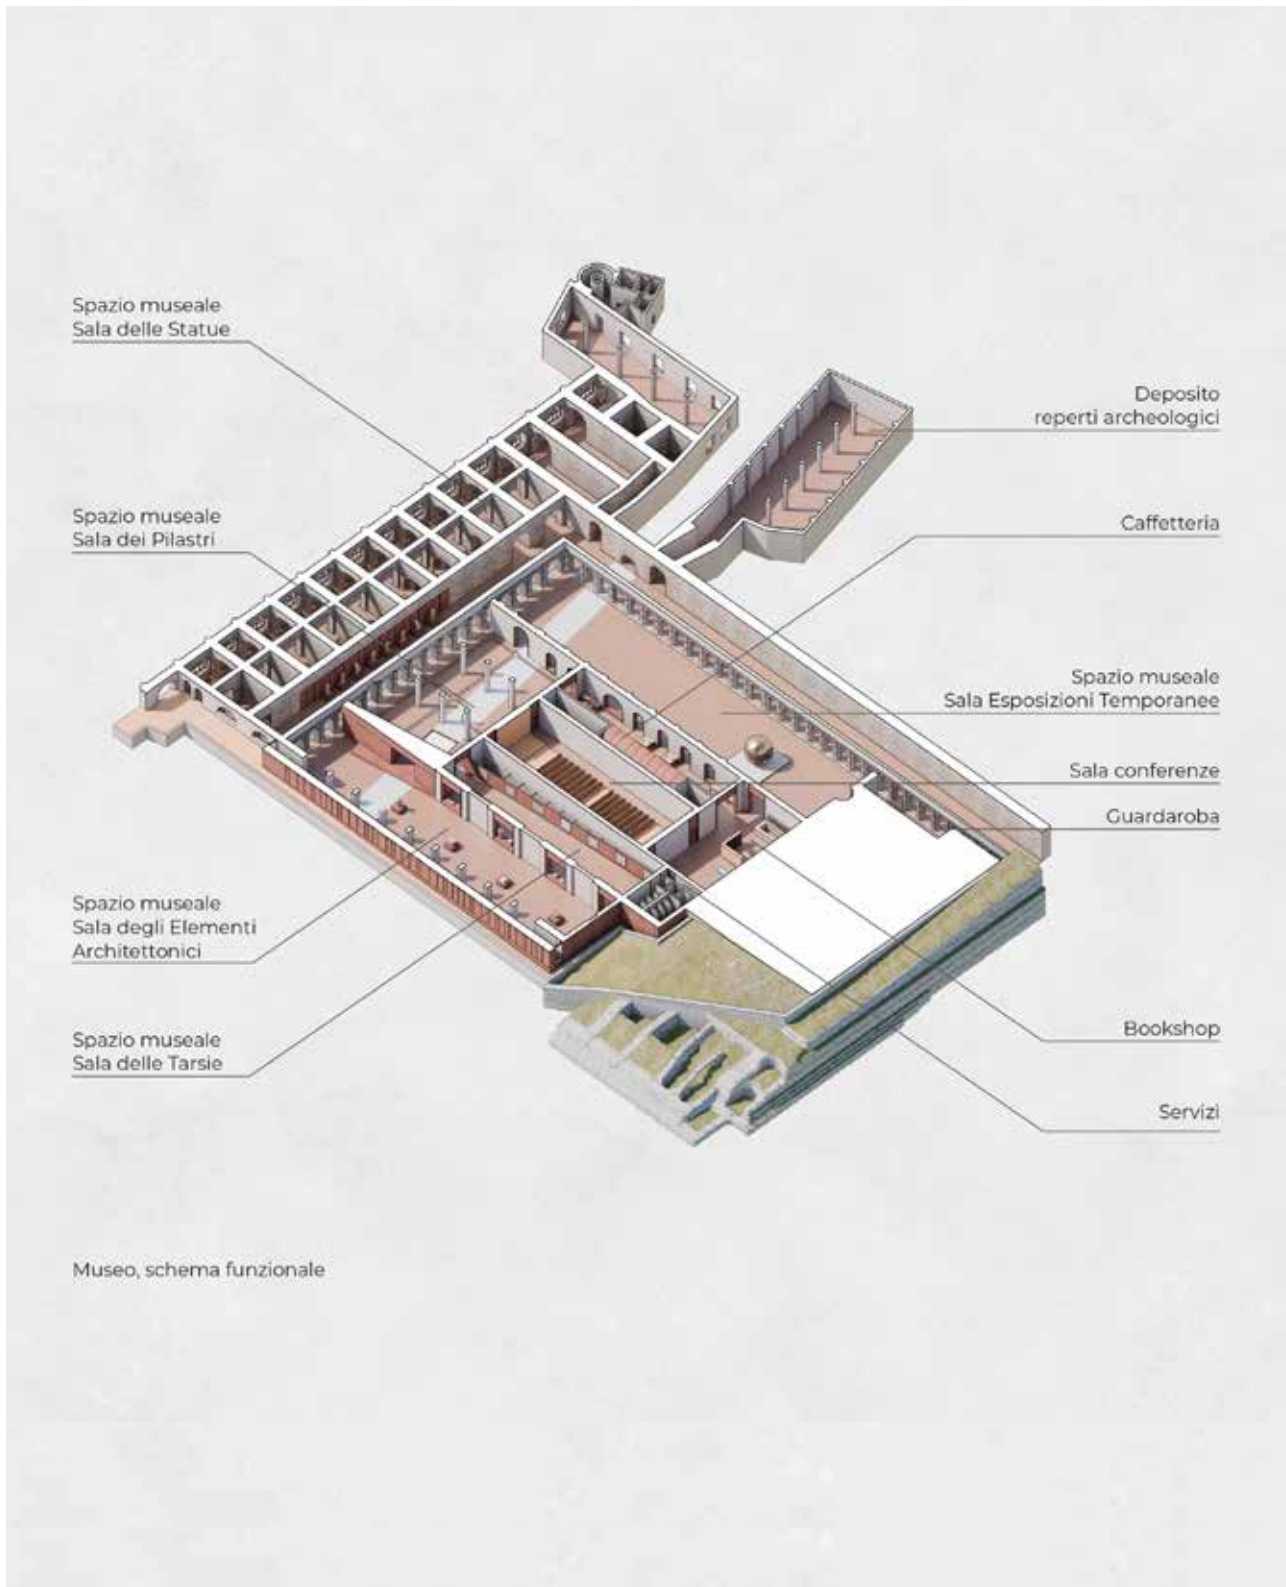 Spazio museale
Sala delle Statue
Spazio museale
Sala dei Pilastri
Spazio museale
Sala degli Elementi
Architettonici
Spazio museale
Sala delle Tarsie
Deposito
reperti archeologici
Caffetteria
Spazio museale
Sala Esposizioni Temporanee
Sala conferenze
Guardaroba
Bookshop
Servizi
Museo, schema funzionale